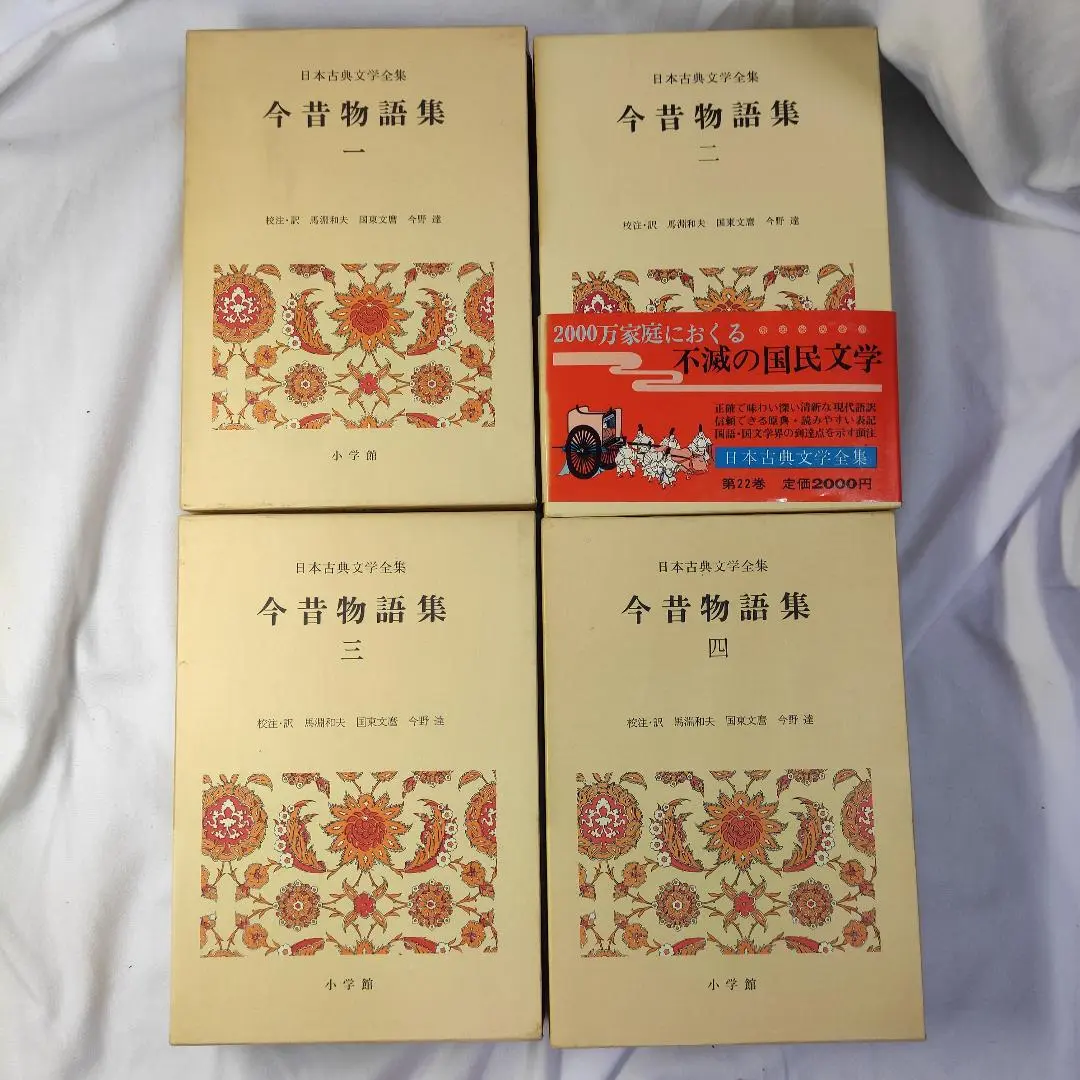 日本古典文学全集
今昔物語集
一
校注・訳 馬淵和夫 国東文麿 今野 達
小学館
日本古典文学全集
今昔物語集
二
校注・訳 馬淵和夫 国東文麿 今野 達
2000万家庭におくる
不滅の国民文学
正確で味わい深い清新な現代語訳
信頼できる原典・読みやすい表記
国語・国文学界の到達点を示す頭注
日本古典文学全集
第22巻 定価2000円
日本古典文学全集
今昔物語集
三
校注・訳 馬淵和夫 国東文麿 今野 達
小学館
日本古典文学全集
今昔物語集
四
校注・訳 馬淵和夫 国東文麿 今野 達
小学館